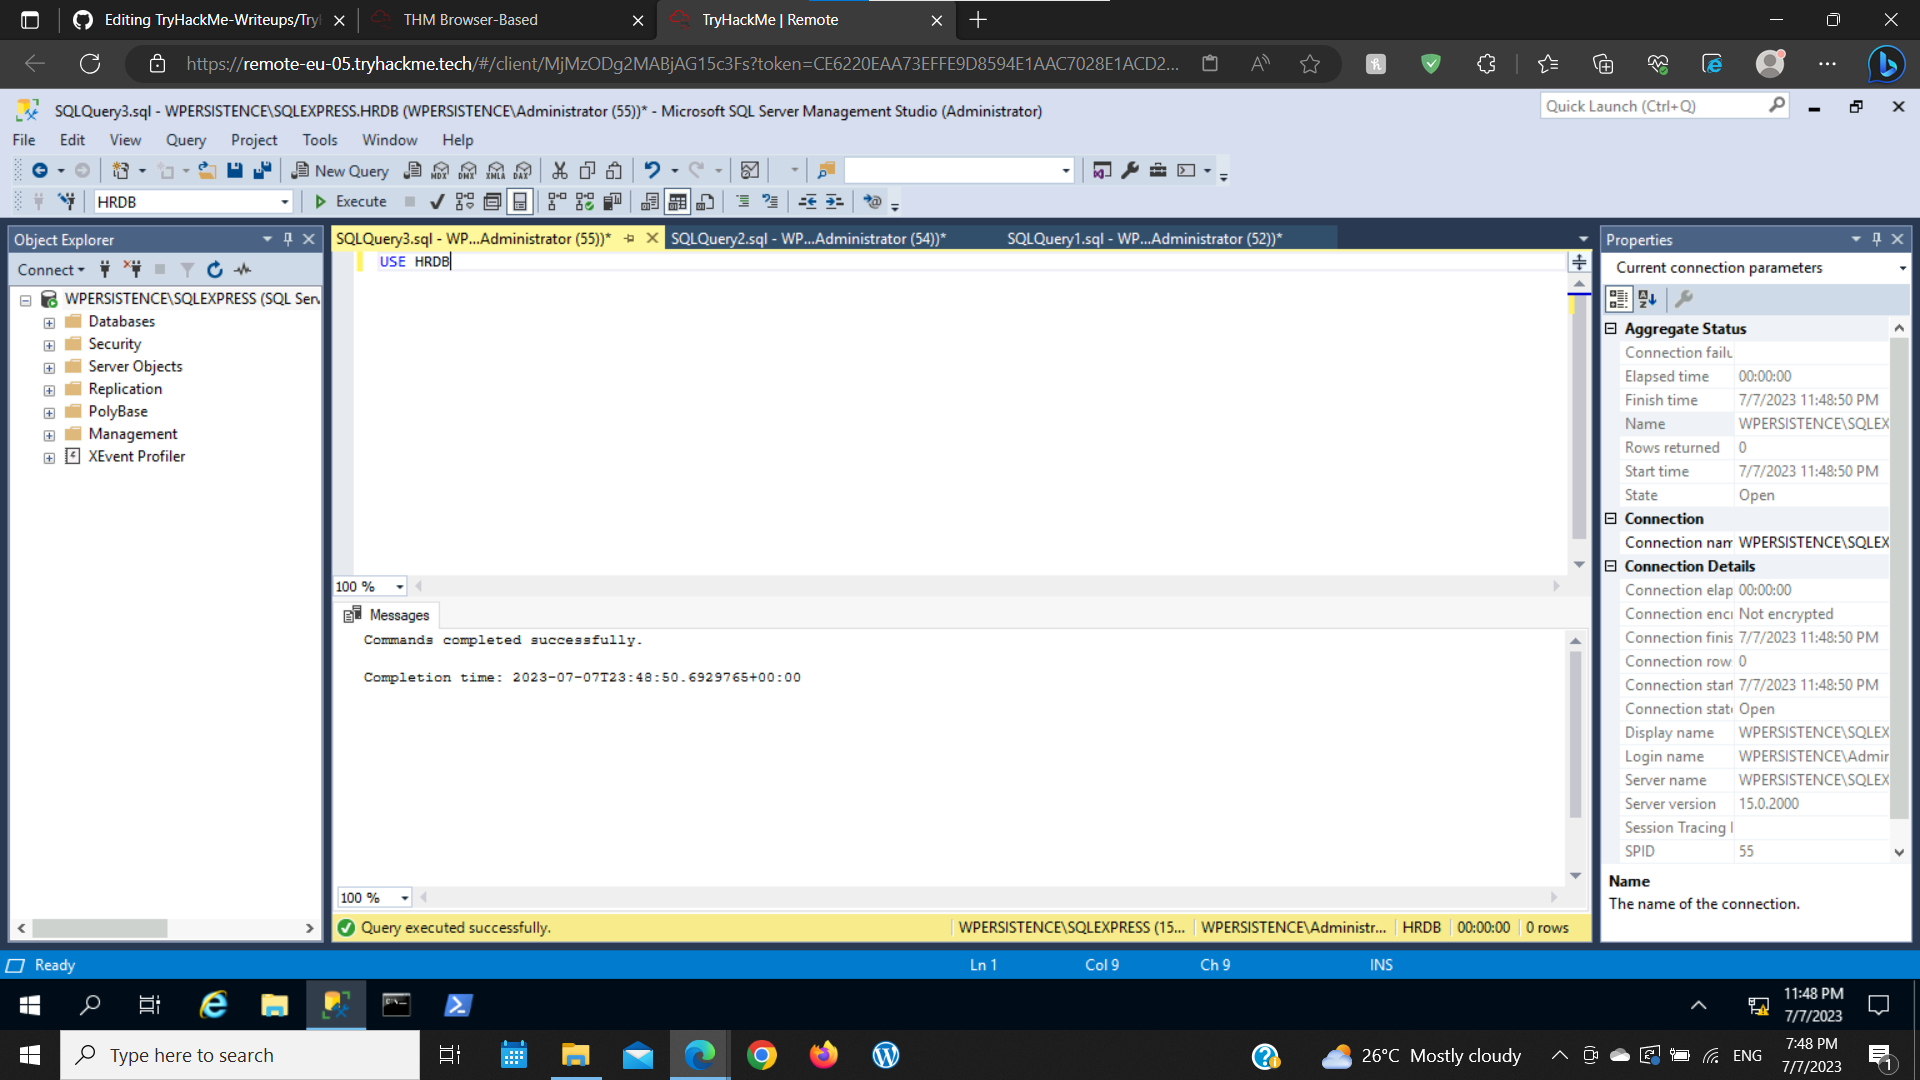 Editing TryHackMe-Writeups/Tryl
THM Browser-Based
TryHackMe | Remote
https://remote-eu-05.tryhackme.tech/#/client/MjMzODg2MABjAG15c3Fs?token=CE6220EAA73EFFE9D8594E1AAC7028E1ACD2...
SQLQuery3.sql - WPERSISTENCE\SQLEXPRESS.HRDB (WPERSISTENCE\Administrator (55))* - Microsoft SQL Server Management Studio (Administrator)
Quick Launch (Ctrl+Q)
File Edit View Query Project Tools Window Help
New Query
MDX DMX XMLA DAX
HRDB
Execute
Object Explorer
SQLQuery3.sql - WP...Administrator (55))*
SQLQuery2.sql - WP...Administrator (54))*
SQLQuery1.sql - WP...Administrator (52))*
Connect
WPERSISTENCE\SQLEXPRESS (SQL Serv
Databases
Security
Server Objects
Replication
PolyBase
Management
XEvent Profiler
USE HRDB
100 %
Messages
Commands completed successfully.
Completion time: 2023-07-07T23:48:50.6929765+00:00
100 %
Query executed successfully.
WPERSISTENCE\SQLEXPRESS (15...
WPERSISTENCE\Administr...
HRDB
00:00:00
0 rows
Properties
Current connection parameters
Aggregate Status
Connection failu
Elapsed time 00:00:00
Finish time 7/7/2023 11:48:50 PM
Name WPERSISTENCE\SQLEX
Rows returned 0
Start time 7/7/2023 11:48:50 PM
State Open
Connection
Connection nam WPERSISTENCE\SQLEX
Connection Details
Connection elap 00:00:00
Connection encr Not encrypted
Connection finis 7/7/2023 11:48:50 PM
Connection row 0
Connection start 7/7/2023 11:48:50 PM
Connection state Open
Display name WPERSISTENCE\SQLEX
Login name WPERSISTENCE\Admir
Server name WPERSISTENCE\SQLEX
Server version 15.0.2000
Session Tracing I
SPID 55
Name
The name of the connection.
Ready
Ln 1
Col 9
Ch 9
INS
11:48 PM
7/7/2023
Type here to search
26°C Mostly cloudy
ENG
7:48 PM
7/7/2023
1